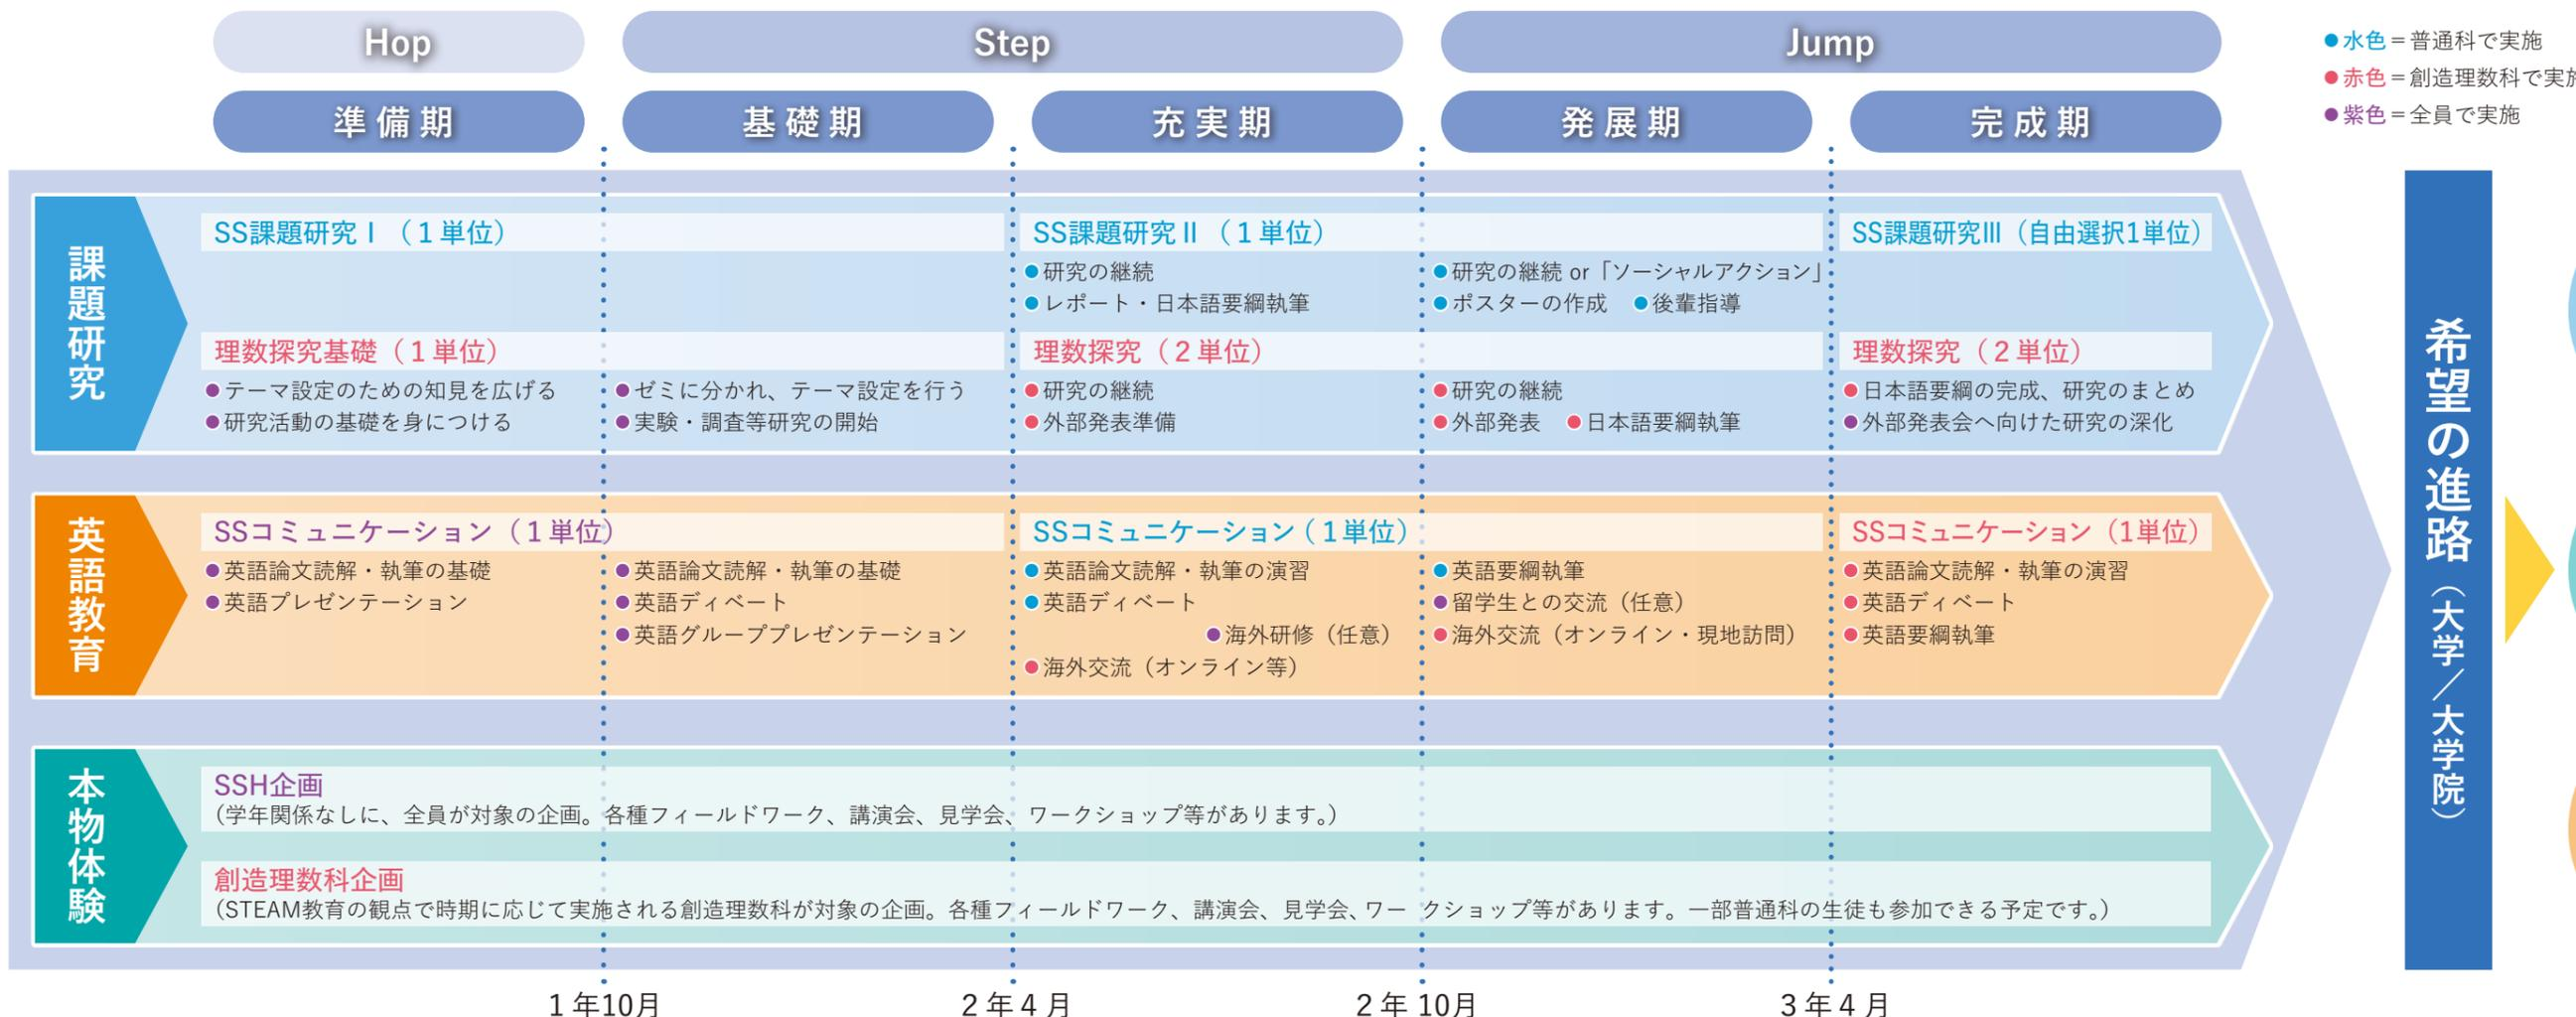 Hop
Step
Jump
準備期
基礎期
充実期
発展期
完成期
●水色＝普通科で実施
●赤色＝創造理数科で実
●紫色＝全員で実施
課題研究
SS課題研究Ⅰ（１単位）
SS課題研究Ⅱ（１単位）
●研究の継続
●レポート・日本語要綱執筆
●研究の継続 or「ソーシャルアクション」
●ポスターの作成 ●後輩指導
SS課題研究Ⅲ（自由選択1単位）
理数探究基礎（１単位）
●テーマ設定のための知見を広げる
●研究活動の基礎を身につける
●ゼミに分かれ、テーマ設定を行う
●実験・調査等研究の開始
理数探究（２単位）
●研究の継続
●外部発表準備
●研究の継続
●外部発表 ●日本語要綱執筆
理数探究（２単位）
●日本語要綱の完成、研究のまとめ
●外部発表会へ向けた研究の深化
英語教育
SSコミュニケーション（１単位）
●英語論文読解・執筆の基礎
●英語プレゼンテーション
●英語論文読解・執筆の基礎
●英語ディベート
●英語グループプレゼンテーション
SSコミュニケーション（１単位）
●英語論文読解・執筆の演習
●英語ディベート
●海外研修（任意）
●海外交流（オンライン等）
●英語要綱執筆
●留学生との交流（任意）
●海外交流（オンライン・現地訪問）
SSコミュニケーション（1単位）
●英語論文読解・執筆の演習
●英語ディベート
●英語要綱執筆
本物体験
SSH企画
（学年関係なしに、全員が対象の企画。各種フィールドワーク、講演会、見学会、ワークショップ等があります。）
創造理数科企画
（STEAM教育の観点で時期に応じて実施される創造理数科が対象の企画。各種フィールドワーク、講演会、見学会、ワークショップ等があります。一部普通科の生徒も参加できる予定です。）
希望の進路（大学／大学院）
１年10月
２年４月
２年10月
３年４月